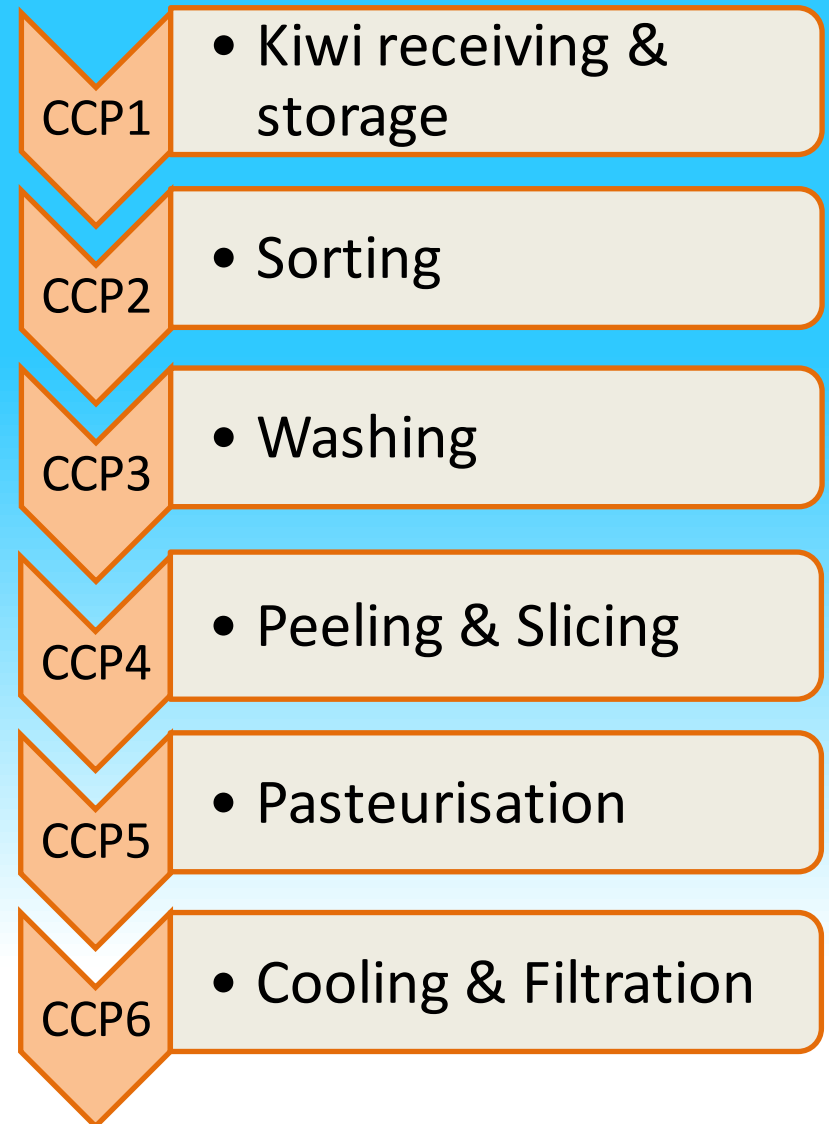 CCP1
• Kiwi receiving &
storage
CCP2
• Sorting
CCP3
• Washing
CCP4
• Peeling & Slicing
CCP5
• Pasteurisation
CCP6
• Cooling & Filtration